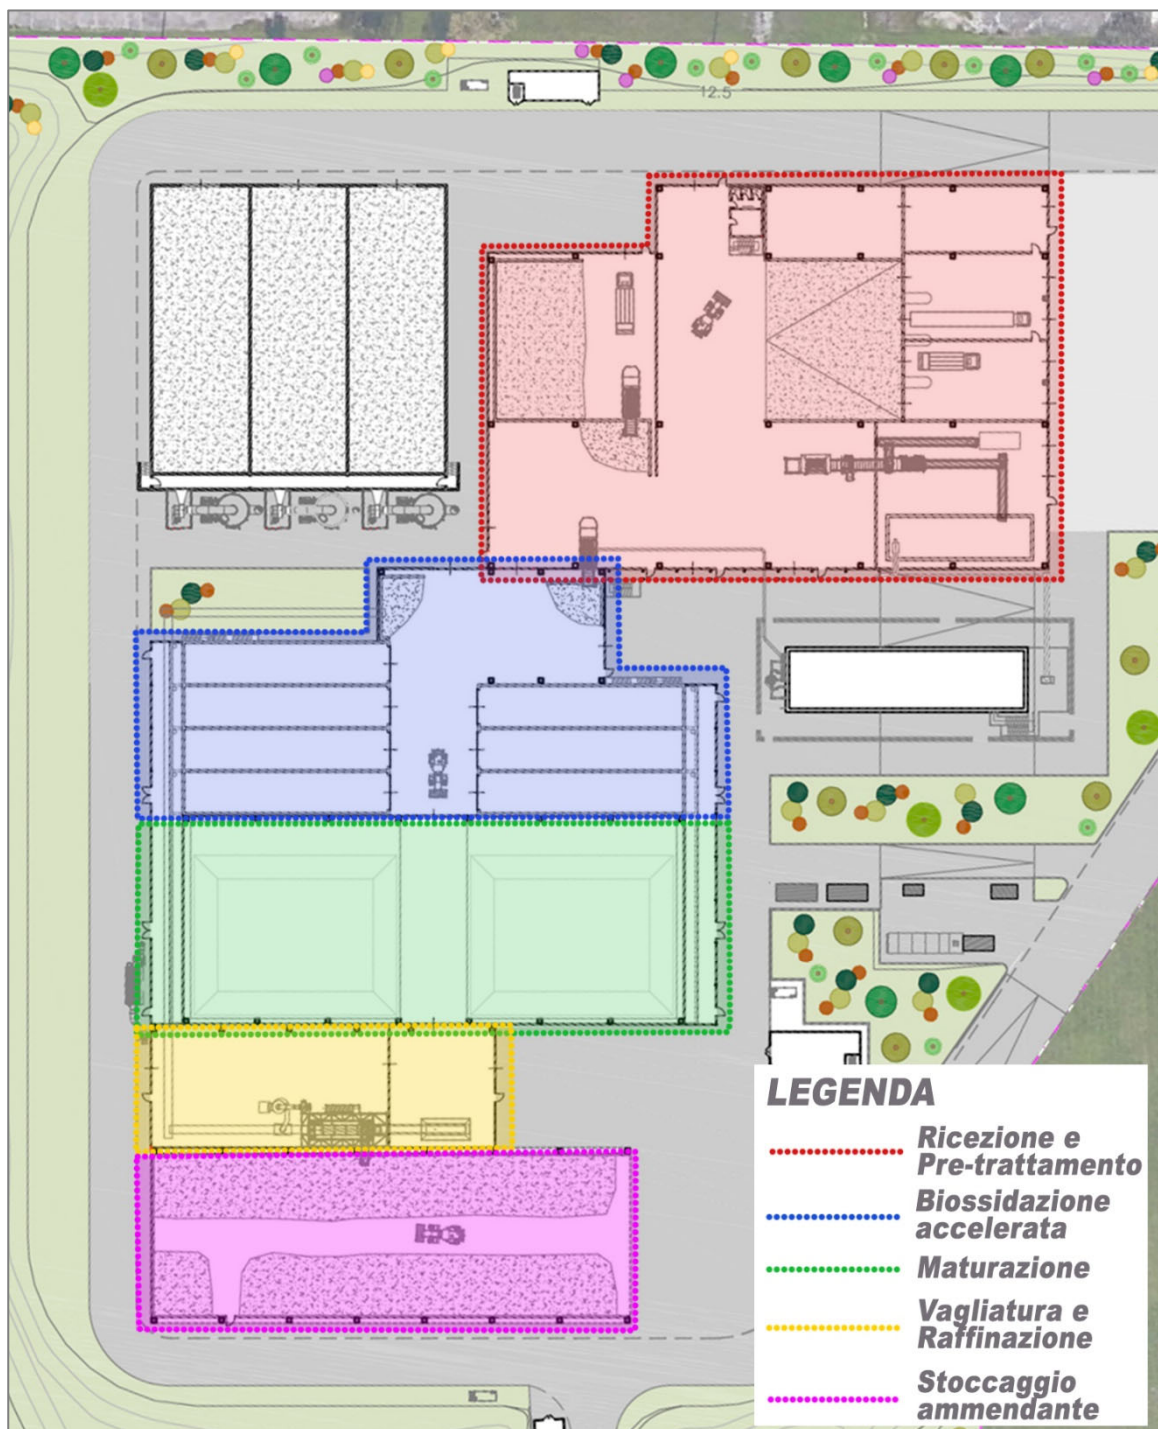 12.5
LEGENDA
Ricezione e
Pre-trattamento
Biossidazione
accelerata
Maturazione
Vagliatura e
Raffinazione
Stoccaggio
ammendante